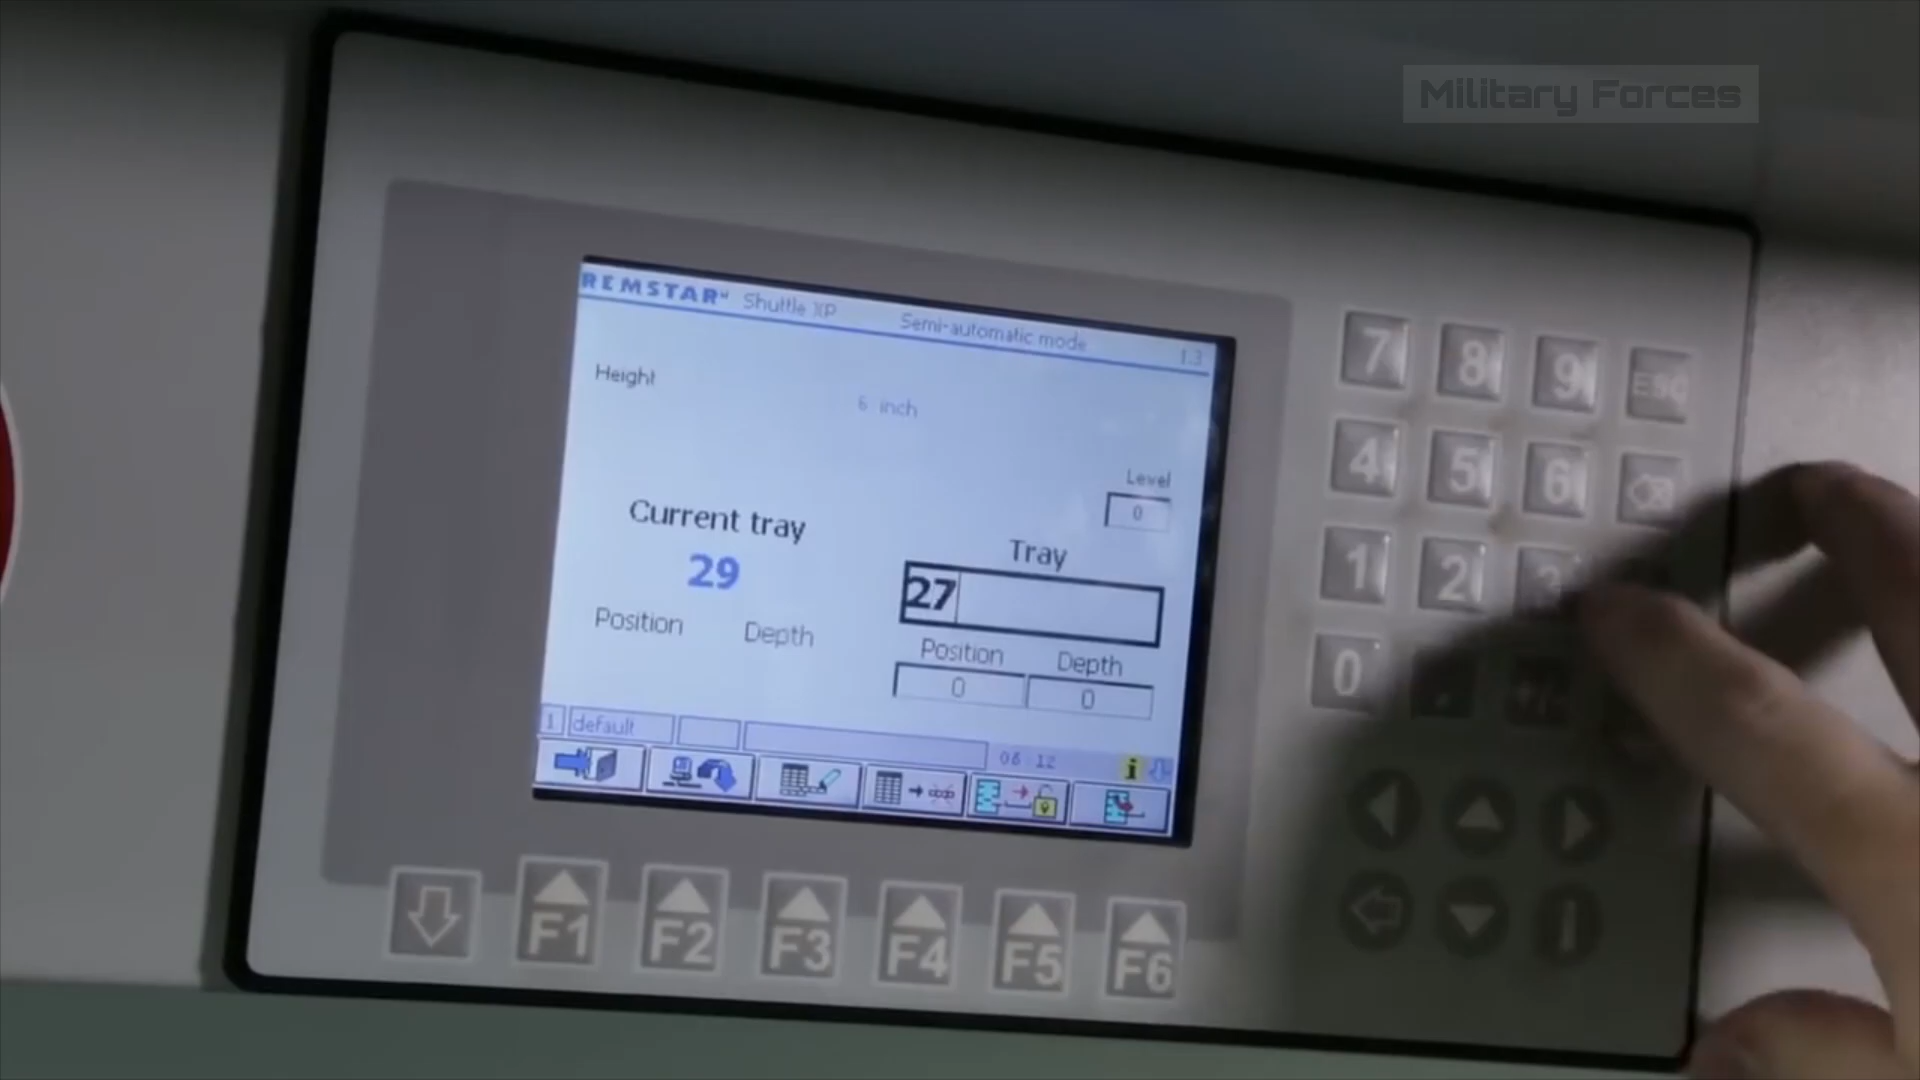 Military Forces
REMSTAR Shuttle XP Semi-automatic mode 1.3
Height
6 inch
Level
0
Current tray
29
Tray
27
Position Depth
Position Depth
0 0
1 default
06 12 i
7 8 9 ESC
4 5 6
1 2 3
0 . +/-
F1 F2 F3 F4 F5 F6